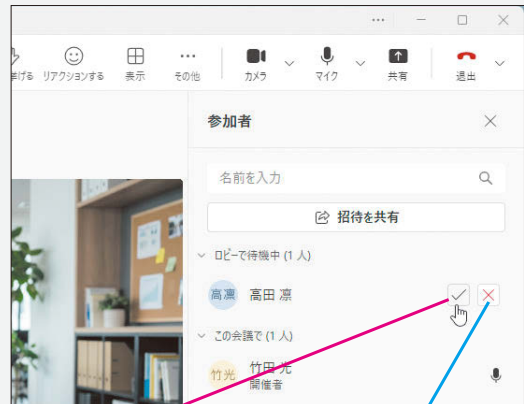 げる リアクションする 表示 その他 カメラ マイク 共有 退出
参加者
名前を入力
招待を共有
ロビーで待機中 (1 人)
高凛 高田 凛
この会議で (1 人)
竹光 竹田 光
開催者